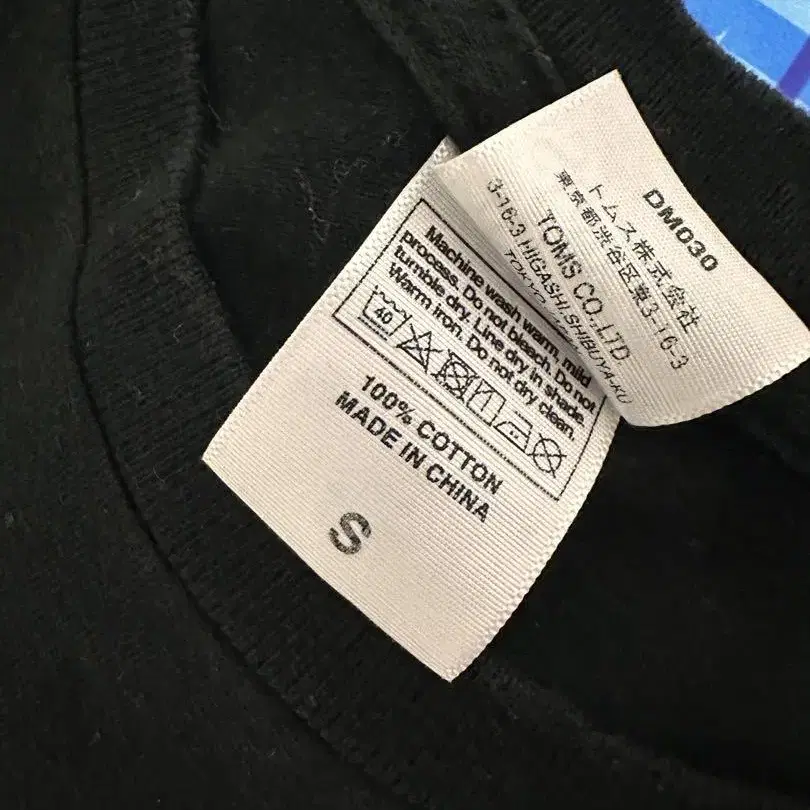 DM030
トムス株式会社
東京都渋谷区東3-16-3
TOMS CO.,LTD.
3-16-3 HIGASHI,SHIBUYA-KU
TOKYO
Machine wash warm, mild
process. Do not bleach. Do not
tumble dry. Line dry in shade.
Warm iron. Do not dry clean.
40
100% COTTON
MADE IN CHINA
S